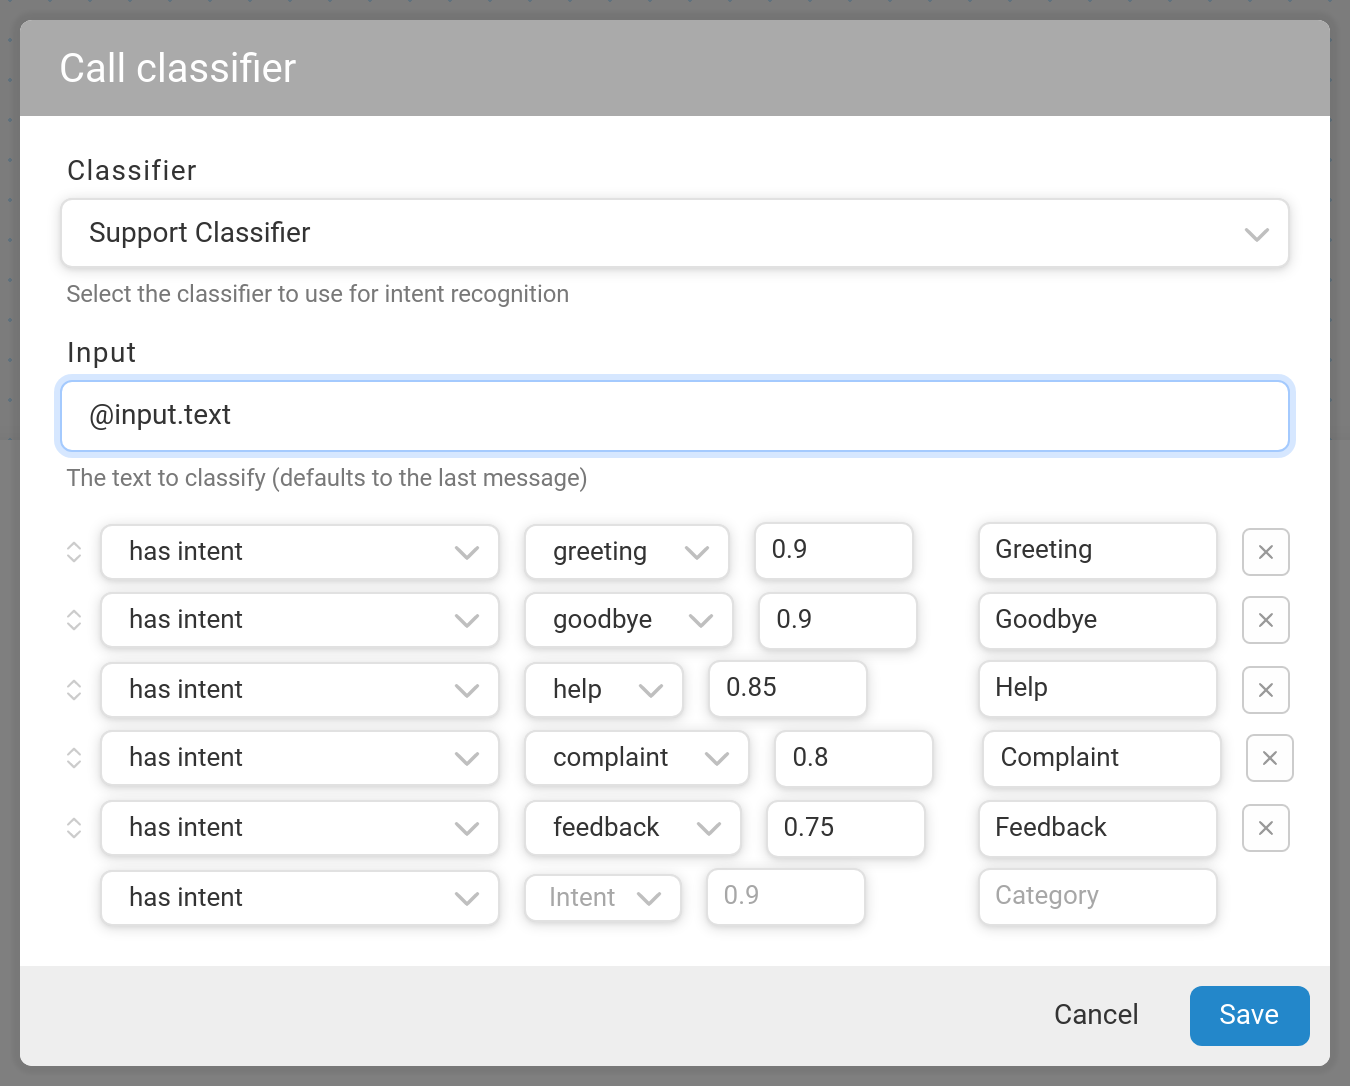 Call classifier
Classifier
Support Classifier
Select the classifier to use for intent recognition
Input
@input.text
The text to classify (defaults to the last message)
has intent greeting 0.9 Greeting
has intent goodbye 0.9 Goodbye
has intent help 0.85 Help
has intent complaint 0.8 Complaint
has intent feedback 0.75 Feedback
has intent Intent 0.9 Category
Cancel Save